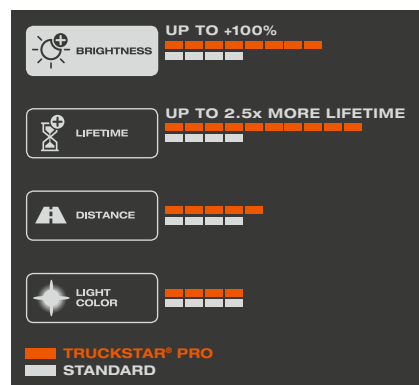 UP TO +100%
BRIGHTNESS
UP TO 2.5x MORE LIFETIME
LIFETIME
DISTANCE
LIGHT
COLOR
TRUCKSTAR® PRO
STANDARD